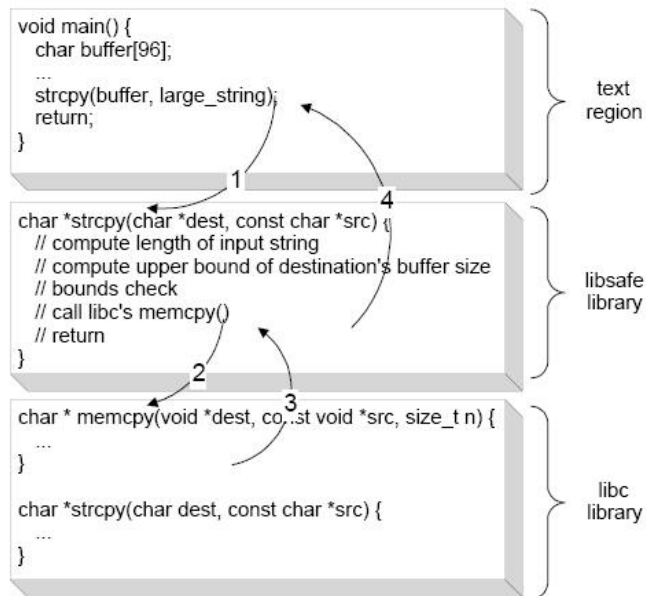 void main() {
char buffer[96];
...
strcpy(buffer, large_string);
return;
}
text
region
1
4
char *strcpy(char *dest, const char *src) {
// compute length of input string
// compute upper bound of destination's buffer size
// bounds check
// call libc's memcpy()
// return
}
libsafe
library
2
3
char * memcpy(void *dest, const void *src, size_t n) {
...
}
char *strcpy(char dest, const char *src) {
...
}
libc
library